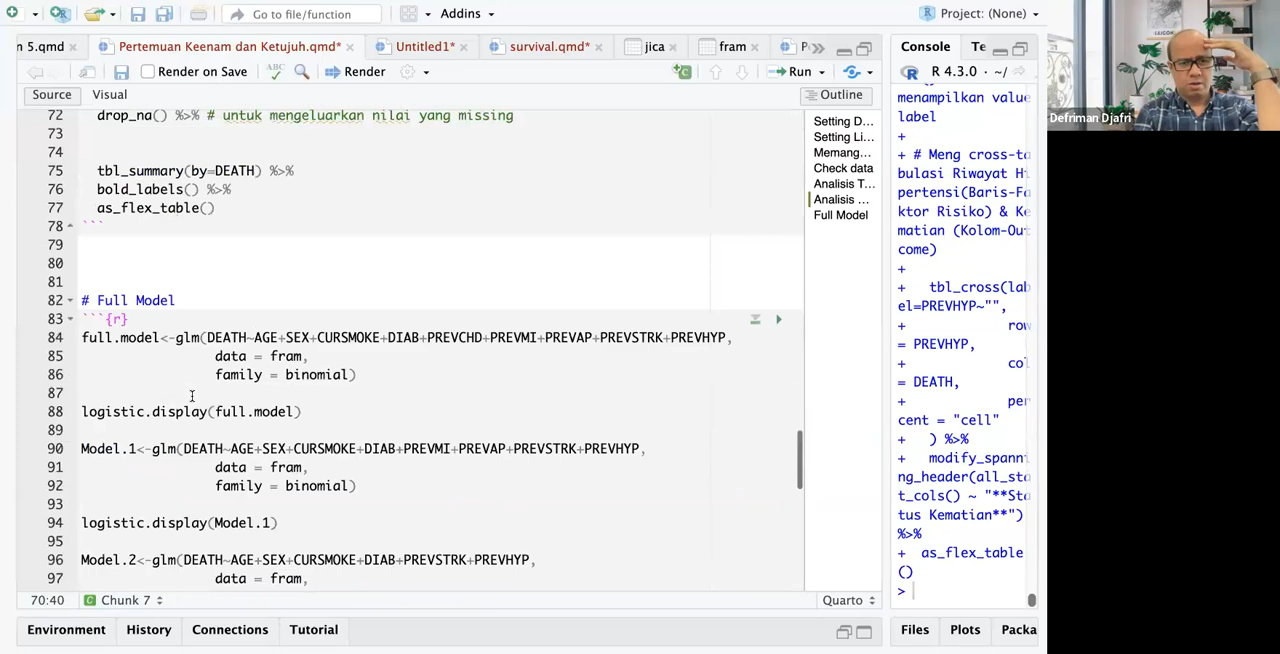 Go to file/function
Addins
Project: (None)
n 5.qmd
Pertemuan Keenam dan Ketujuh.qmd*
Untitled1*
survival.qmd*
jica
fram
Render on Save
ABC
Render
Run
Source
Visual
Outline
72 drop_na() %>% # untuk mengeluarkan nilai yang missing
73
74
75 tbl_summary(by=DEATH) %>%
76 bold_labels() %>%
77 as_flex_table()
78 ```
79
80
81
82 # Full Model
83 ```{r}
84 full.model<-glm(DEATH~AGE+SEX+CURSMOKE+DIAB+PREVCHD+PREVMI+PREVAP+PREVSTRK+PREVHYP,
85 data = fram,
86 family = binomial)
87
88 logistic.display(full.model)
89
90 Model.1<-glm(DEATH~AGE+SEX+CURSMOKE+DIAB+PREVMI+PREVAP+PREVSTRK+PREVHYP,
91 data = fram,
92 family = binomial)
93
94 logistic.display(Model.1)
95
96 Model.2<-glm(DEATH~AGE+SEX+CURSMOKE+DIAB+PREVSTRK+PREVHYP,
97 data = fram,
Setting D...
Setting Li...
Memang...
Check data
Analisis T...
Analisis ...
Full Model
70:40
Chunk 7
Quarto
Environment
History
Connections
Tutorial
Console
Te
R 4.3.0 · ~/
menampilkan value
label
+
+ # Meng cross-ta
bulasi Riwayat Hi
pertensi(Baris-Fa
ktor Risiko) & Ke
matian (Kolom-Out
come)
+
+ tbl_cross(lab
el=PREVHYP~"",
+ row
= PREVHYP,
+ col
= DEATH,
+ per
cent = "cell"
+ ) %>%
+ modify_spanni
ng_header(all_sta
t_cols() ~ "**Sta
tus Kematian**")
%>%
+ as_flex_table
()
>
Files
Plots
Packa
Defriman Djafri